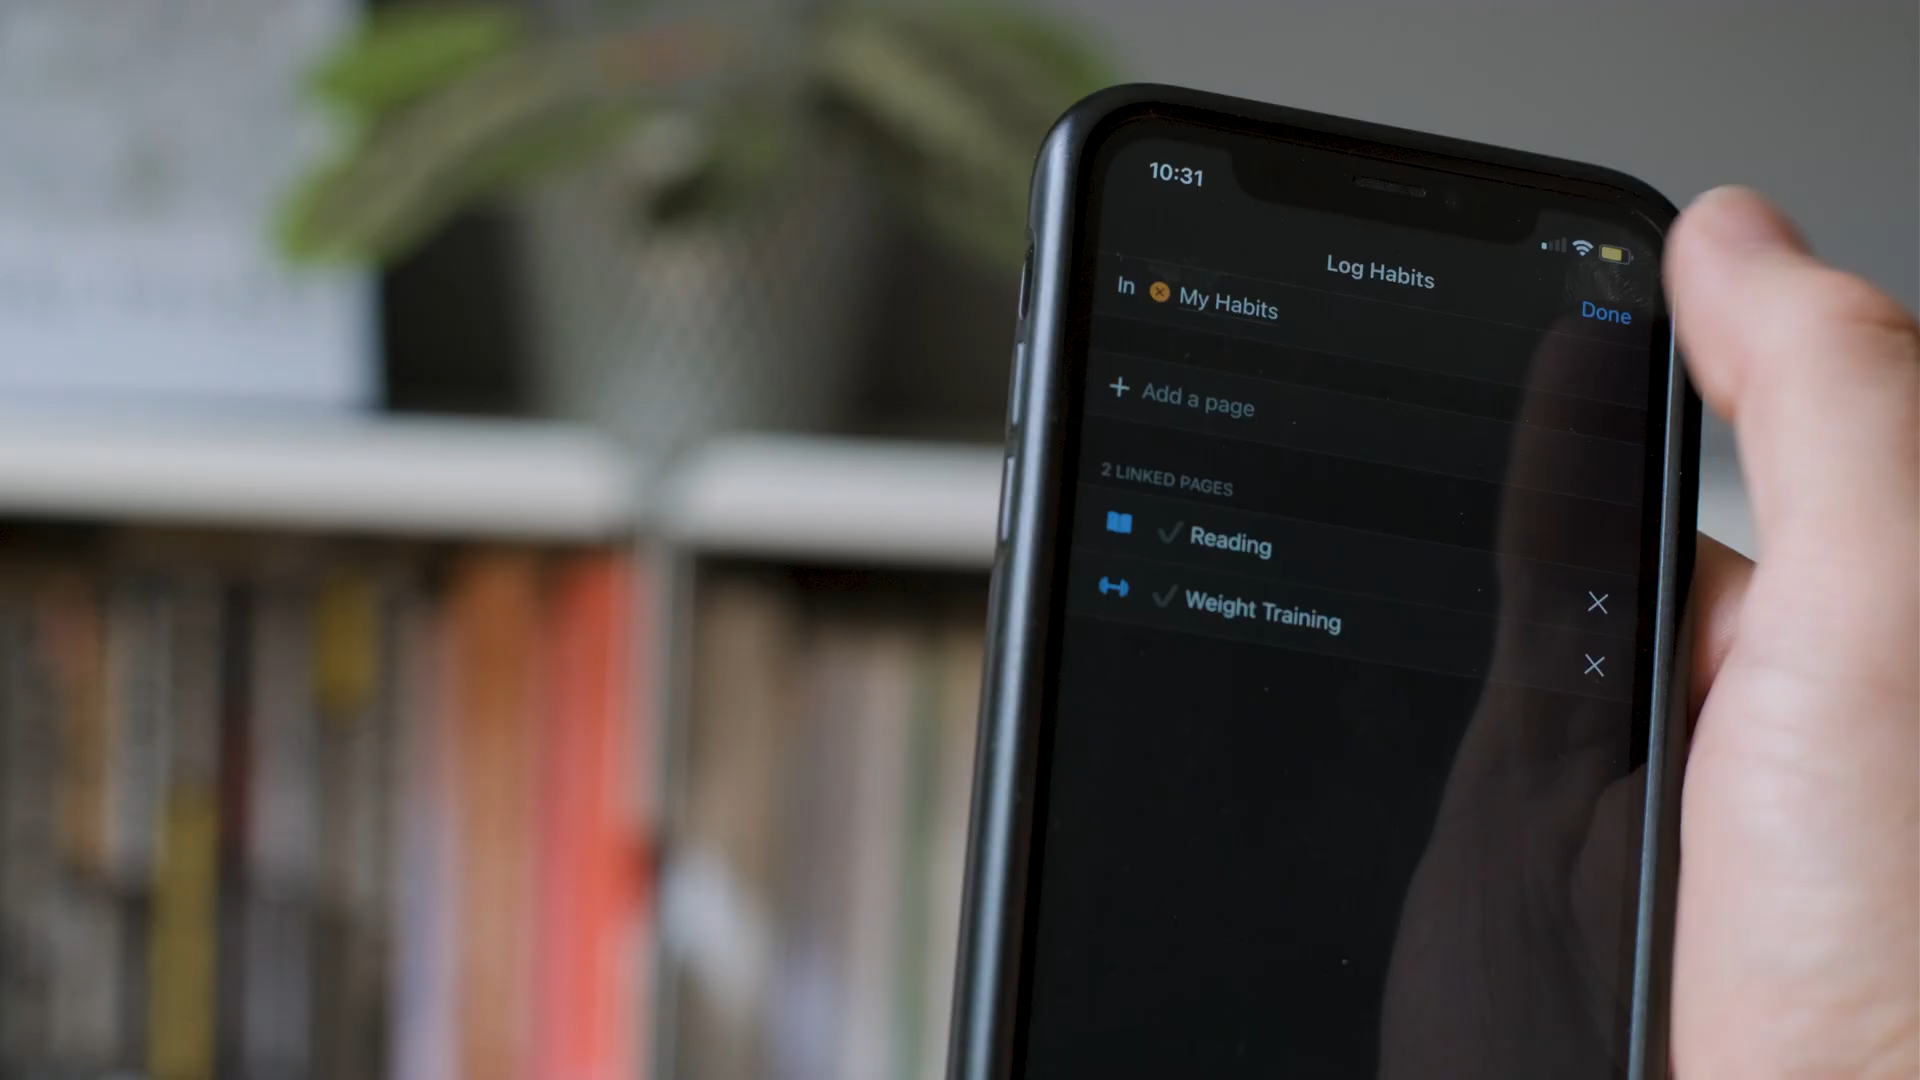 10:31
Log Habits
In My Habits
Done
+ Add a page
2 LINKED PAGES
Reading
Weight Training